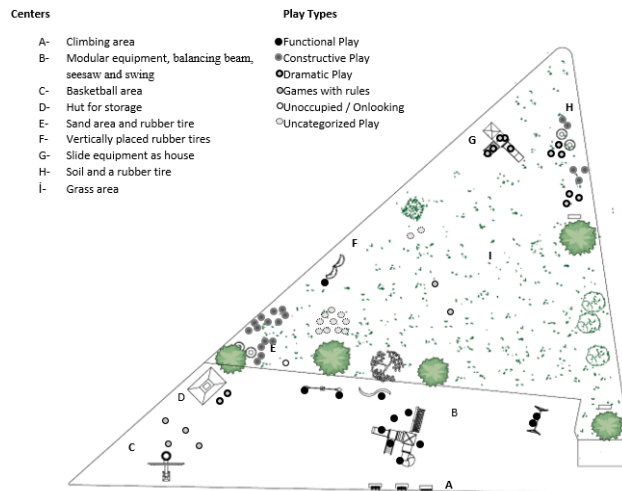 Centers
A- Climbing area
B- Modular equipment, balancing beam,
seesaw and swing
C- Basketball area
D- Hut for storage
E- Sand area and rubber tire
F- Vertically placed rubber tires
G- Slide equipment as house
H- Soil and a rubber tire
İ- Grass area
Play Types
Functional Play
Constructive Play
Dramatic Play
Games with rules
Unoccupied / Onlooking
Uncategorized Play
H
G
F
I
E
D
B
C
A